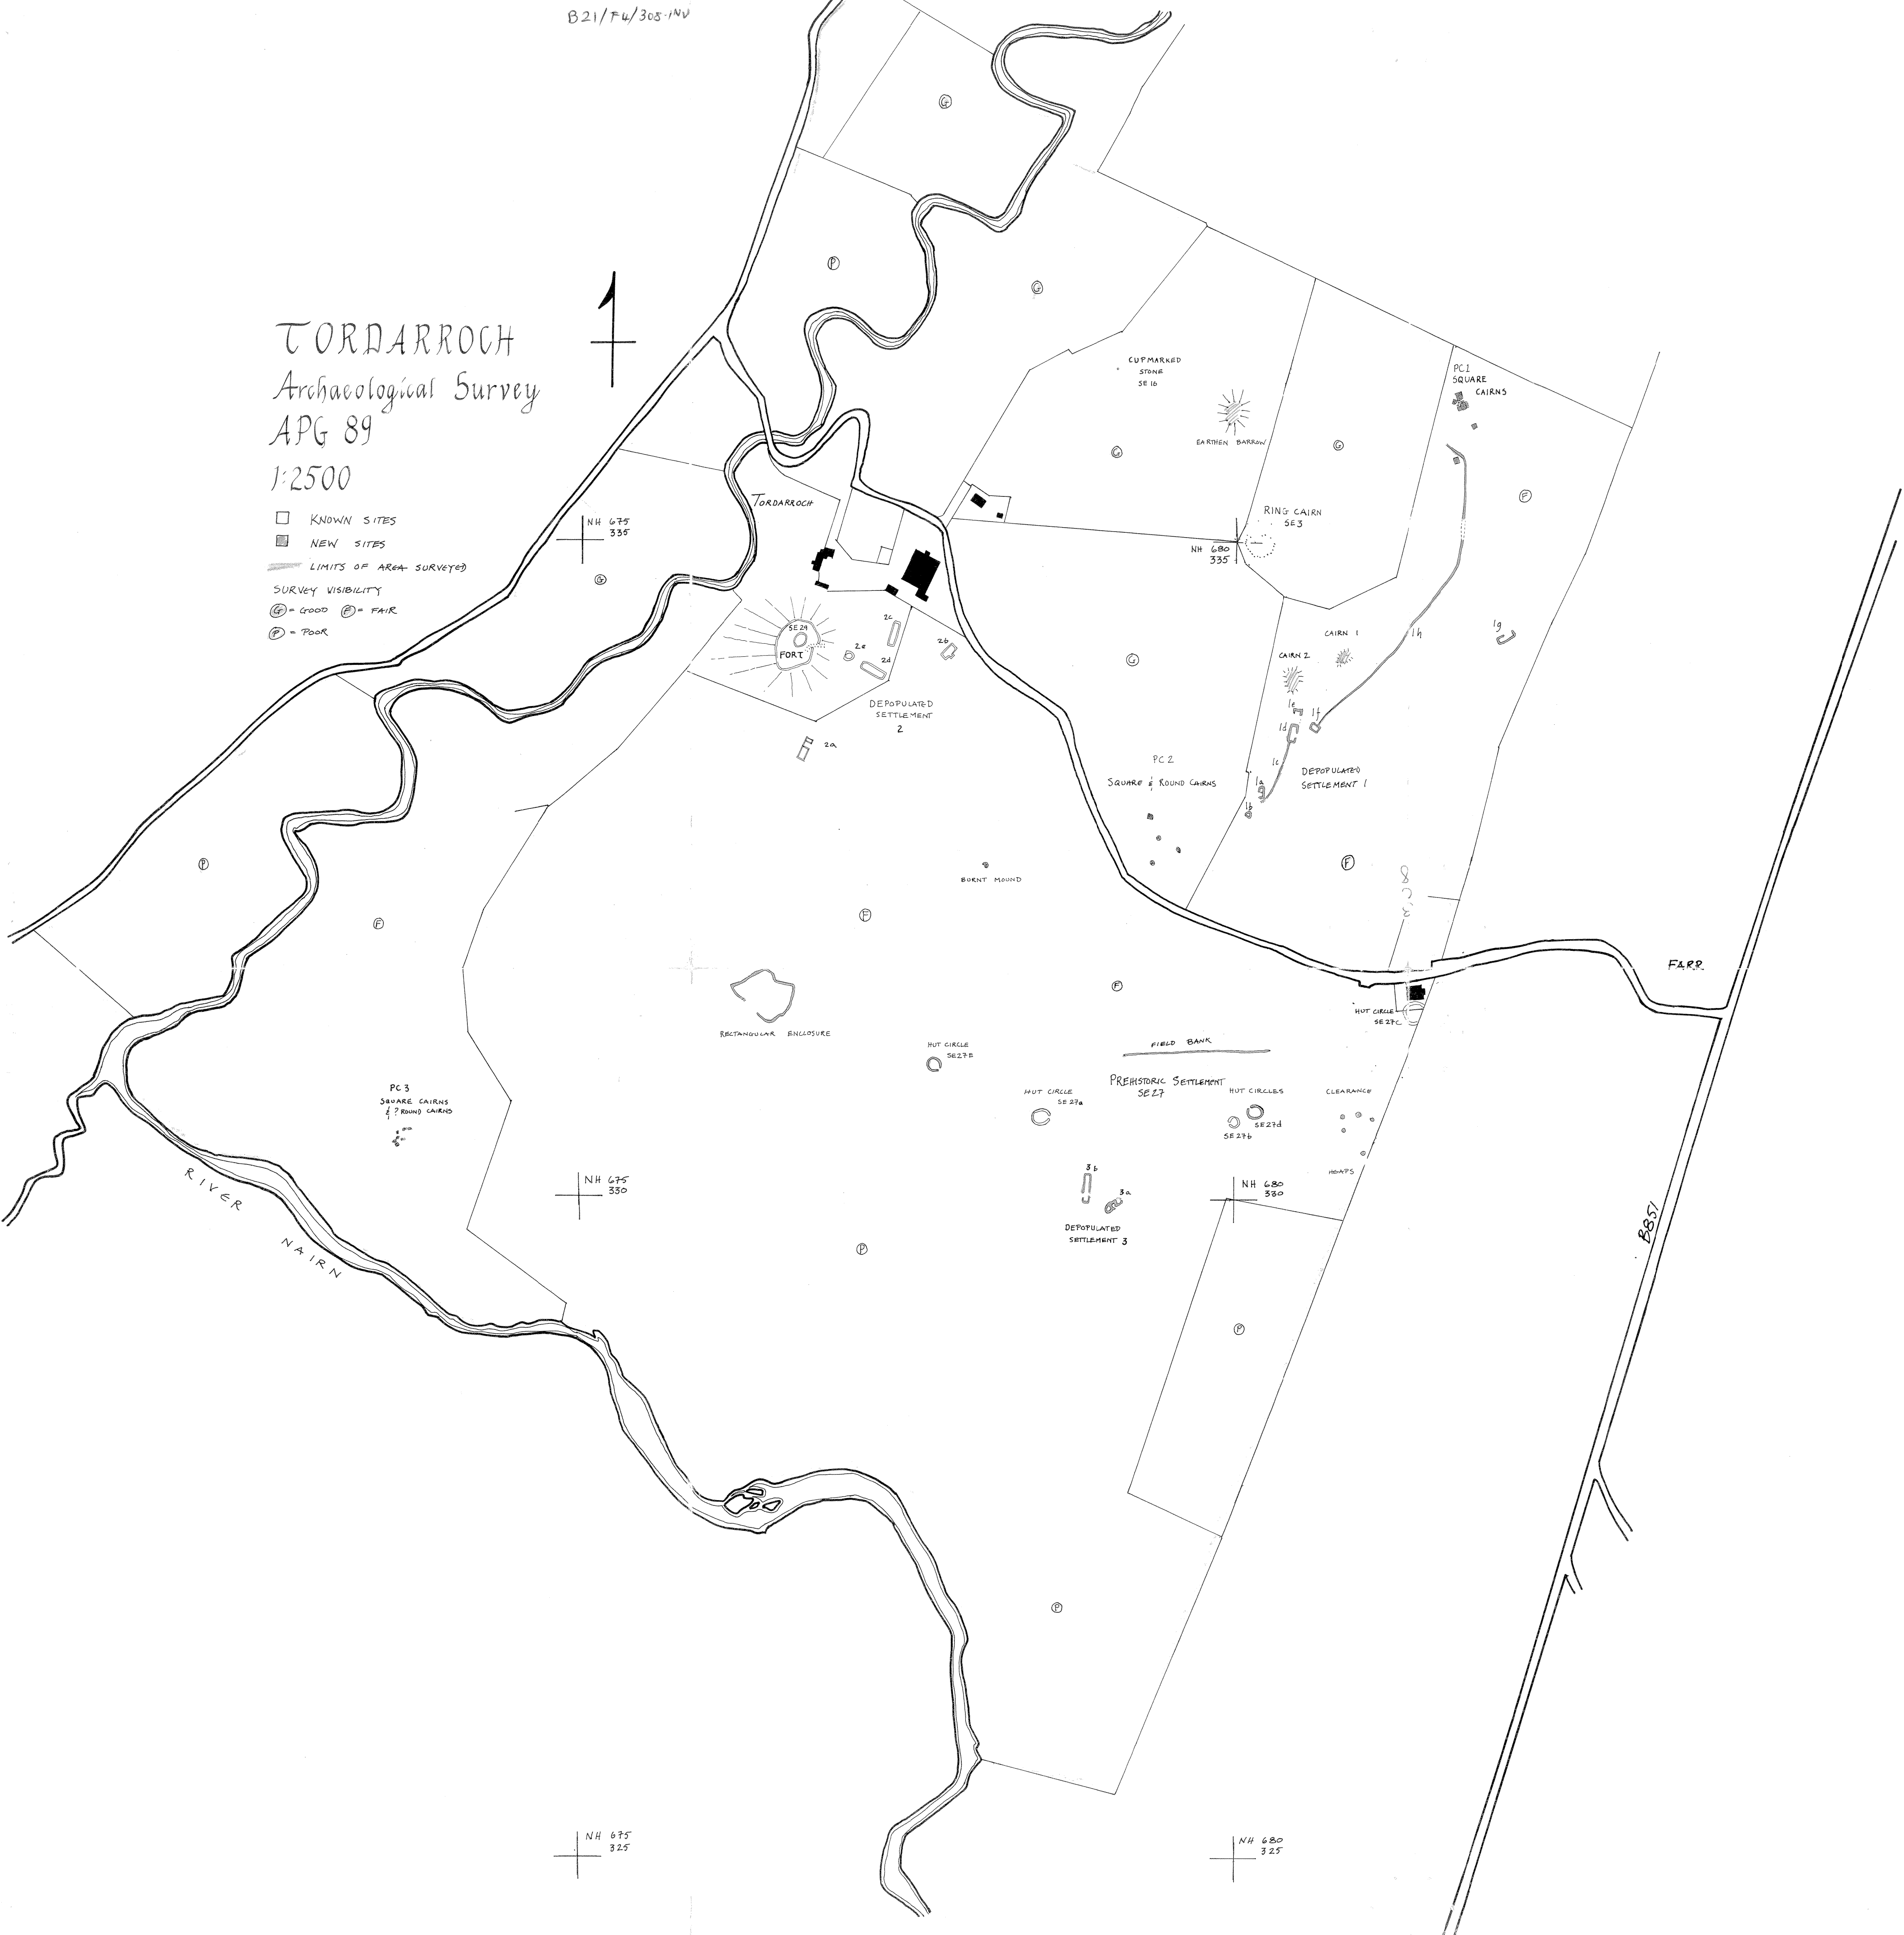 B21/F4/305-INV
TORDARROCH
Archaeological Survey
APG 89
1:2500
KNOWN SITES
NEW SITES
LIMITS OF AREA SURVEYED
SURVEY VISIBILITY
G = GOOD F = FAIR
P = POOR
G
P
G
CUPMARKED
STONE
SE 16
EARTHEN BARROW
PC1
SQUARE
CAIRNS
G
G
F
TORDARROCH
NH 675
335
G
RING CAIRN
SE3
NH 680
335
SE 24
FORT
2c
2e
2d
2b
DEPOPULATED
SETTLEMENT
2
2a
G
CAIRN 1
CAIRN 2
1h
1g
1e
1f
1d
1c
1a
1b
DEPOPULATED
SETTLEMENT 1
PC 2
SQUARE & ROUND CAIRNS
BURNT MOUND
P
F
F
F
328
F
FARR
RECTANGULAR ENCLOSURE
HUT CIRCLE
SE 27C
HUT CIRCLE
SE27E
FIELD BANK
PREHISTORIC SETTLEMENT
SE 27
HUT CIRCLE
SE 27a
HUT CIRCLES
SE27d
SE 27b
CLEARANCE
HEAPS
PC 3
SQUARE CAIRNS
& ? ROUND CAIRNS
RIVER
NAIRN
NH 675
330
3b
3a
DEPOPULATED
SETTLEMENT 3
NH 680
330
B851
P
P
P
NH 675
325
NH 680
325